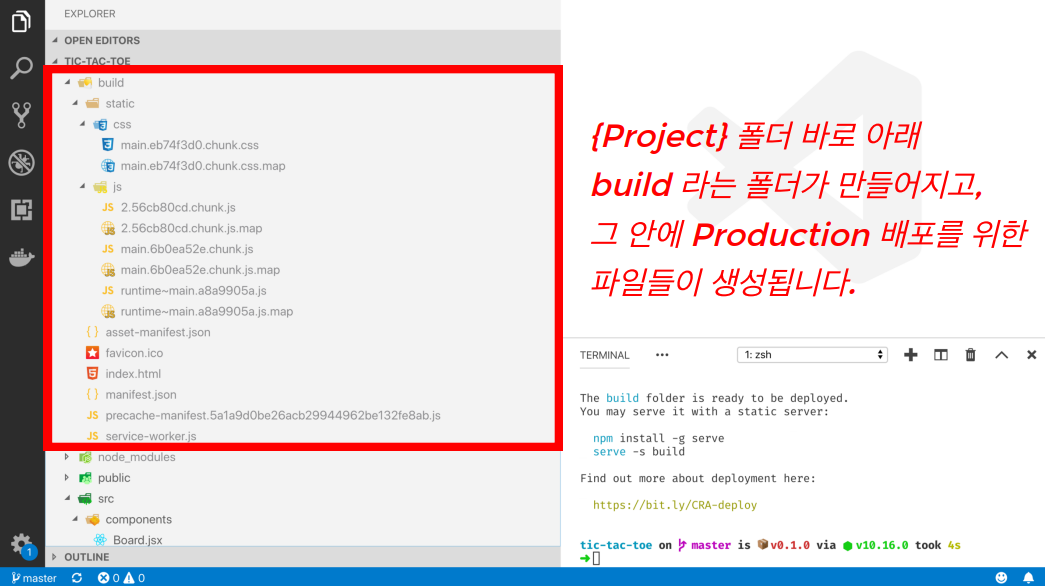 EXPLORER
OPEN EDITORS
TIC-TAC-TOE
build
static
css
main.eb74f3d0.chunk.css
main.eb74f3d0.chunk.css.map
js
JS 2.56cb80cd.chunk.js
2.56cb80cd.chunk.js.map
JS main.6b0ea52e.chunk.js
main.6b0ea52e.chunk.js.map
JS runtime~main.a8a9905a.js
runtime~main.a8a9905a.js.map
{ } asset-manifest.json
favicon.ico
index.html
{ } manifest.json
JS precache-manifest.5a1a9d0be26acb29944962be132fe8ab.js
JS service-worker.js
node_modules
public
src
components
Board.jsx
OUTLINE
1
master 0 0
{Project} 폴더 바로 아래
build 라는 폴더가 만들어지고,
그 안에 Production 배포를 위한
파일들이 생성됩니다.
TERMINAL ··· 1: zsh
The build folder is ready to be deployed.
You may serve it with a static server:
npm install -g serve
serve -s build
Find out more about deployment here:
https://bit.ly/CRA-deploy
tic-tac-toe on master is v0.1.0 via v10.16.0 took 4s
➜